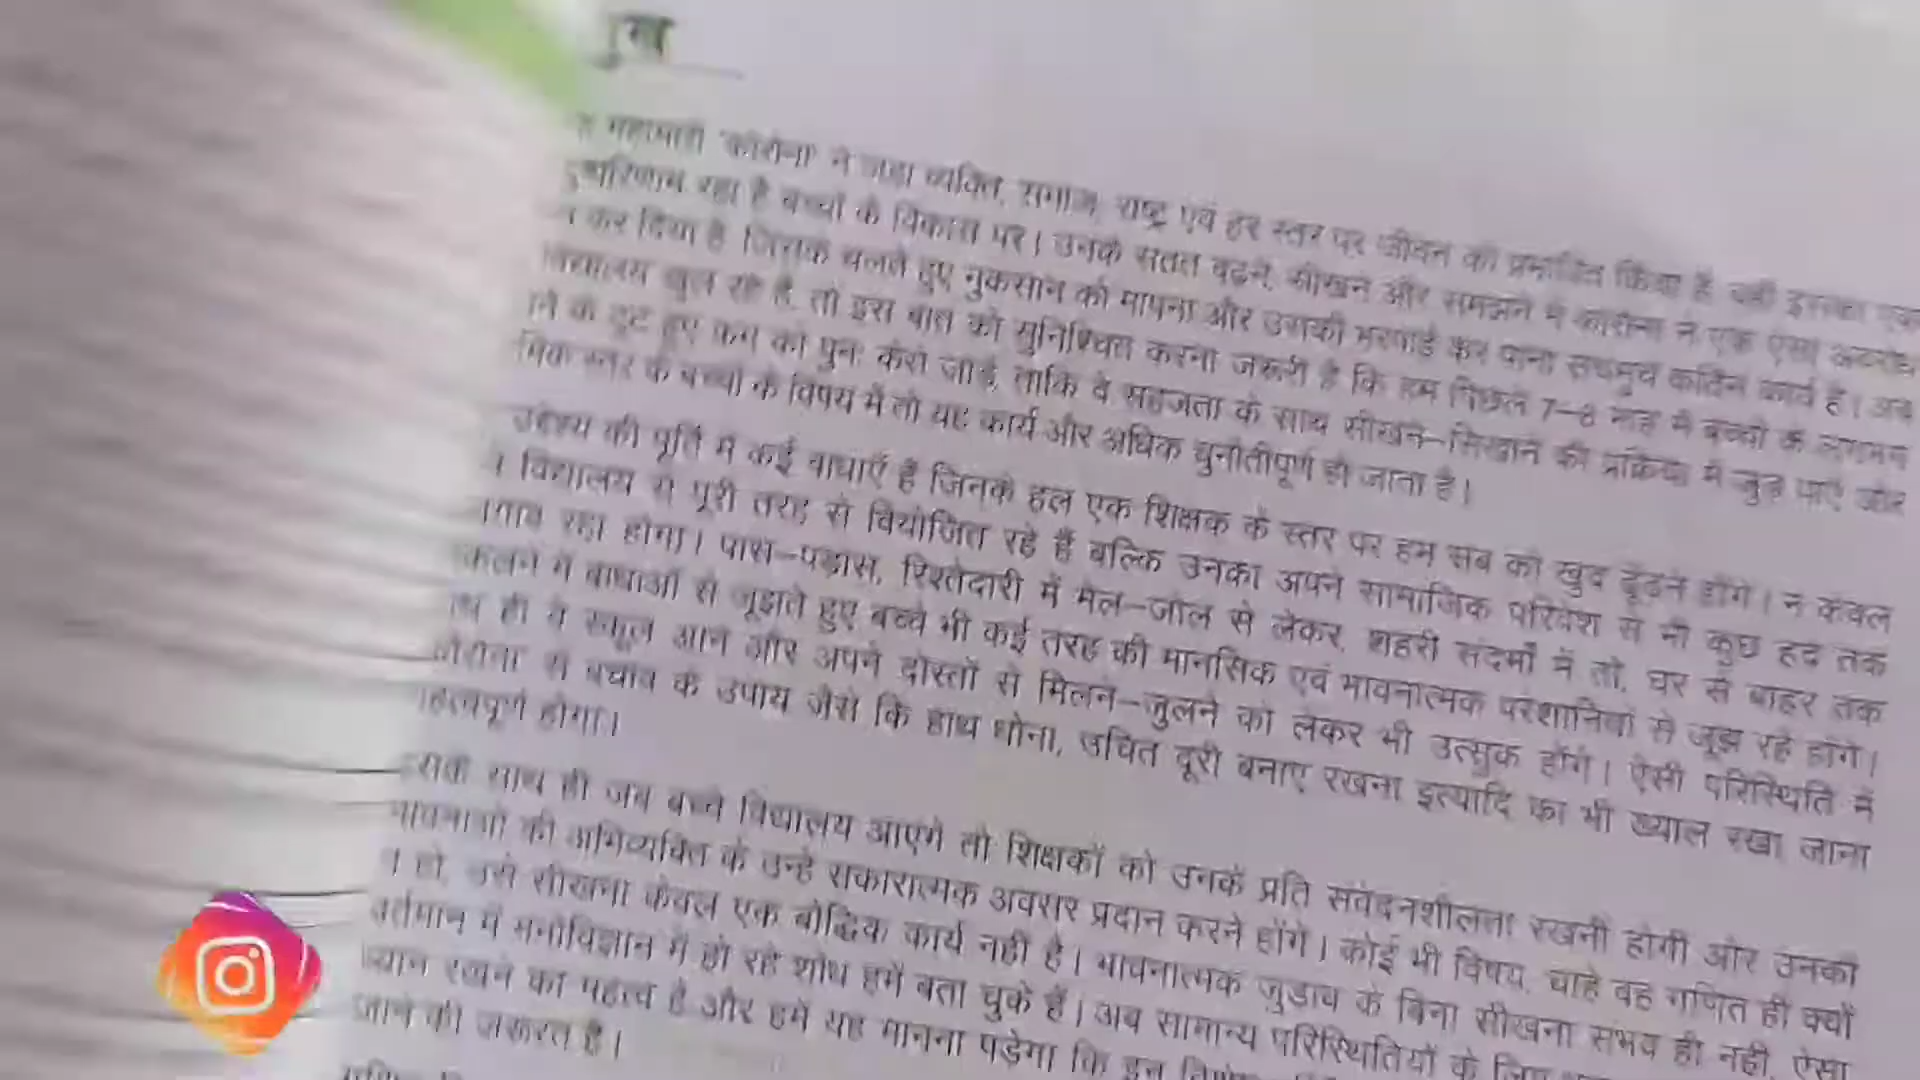 महामारी 'कोरोना' ने जहां व्यक्ति, समाज, राष्ट्र एवं हर स्तर पर जीवन को प्रभावित किया है, वहीं इसका एक
रहा है बच्चों के विकास पर। उनके सतत बढ़ने, सीखने और समझने में कोरोना ने एक ऐसा अवरोध
कर दिया है जिसके चलते हुए नुकसान को मापना और उसकी भरपाई कर पाना सचमुच कठिन कार्य है। अब
विद्यालय खुल रहे हैं, तो इस बात को सुनिश्चित करना जरूरी है कि हम पिछले 7–8 माह में बच्चों के लगभग
के टूटे हुए क्रम को पुनः कैसे जोड़ें, ताकि वे सहजता के साथ सीखने–सिखाने की प्रक्रिया में जुड़ पाएँ और
स्तर के बच्चों के विषय में तो यह कार्य और अधिक चुनौतीपूर्ण हो जाता है।
उद्देश्य की पूर्ति में कई बाधाएँ हैं जिनके हल एक शिक्षक के स्तर पर हम सब को खुद ढूंढने होंगे। न केवल
विद्यालय से पूरी तरह से वियोजित रहे हैं बल्कि उनका अपने सामाजिक परिवेश से भी कुछ हद तक
रहा होगा। पास–पड़ोस, रिश्तेदारी में मेल–जोल से लेकर, शहरी संदर्भों में तो, घर से बाहर तक
में बाधाओं से जूझते हुए बच्चे भी कई तरह की मानसिक एवं भावनात्मक परेशानियों से जूझ रहे होंगे।
ही वे स्कूल आने और अपने दोस्तों से मिलने–जुलने को लेकर भी उत्सुक होंगे। ऐसी परिस्थिति में
से बचाव के उपाय जैसे कि हाथ धोना, उचित दूरी बनाए रखना इत्यादि का भी ख्याल रखा जाना
होगा।
इसके साथ ही जब बच्चे विद्यालय आएंगे तो शिक्षकों को उनके प्रति संवेदनशीलता रखनी होगी और उनकी
भावनाओं की अभिव्यक्ति के उन्हें सकारात्मक अवसर प्रदान करने होंगे। कोई भी विषय, चाहे वह गणित ही क्यों
हो, उसे सीखना केवल एक बौद्धिक कार्य नहीं है। भावनात्मक जुड़ाव के बिना सीखना संभव ही नहीं, ऐसा
वर्तमान में मनोविज्ञान में हो रहे शोध हमें बता चुके हैं। अब सामान्य परिस्थितियों के लिए
ध्यान रखने का महत्व है और हमें यह मानना पड़ेगा कि इन
जाने की जरूरत है।